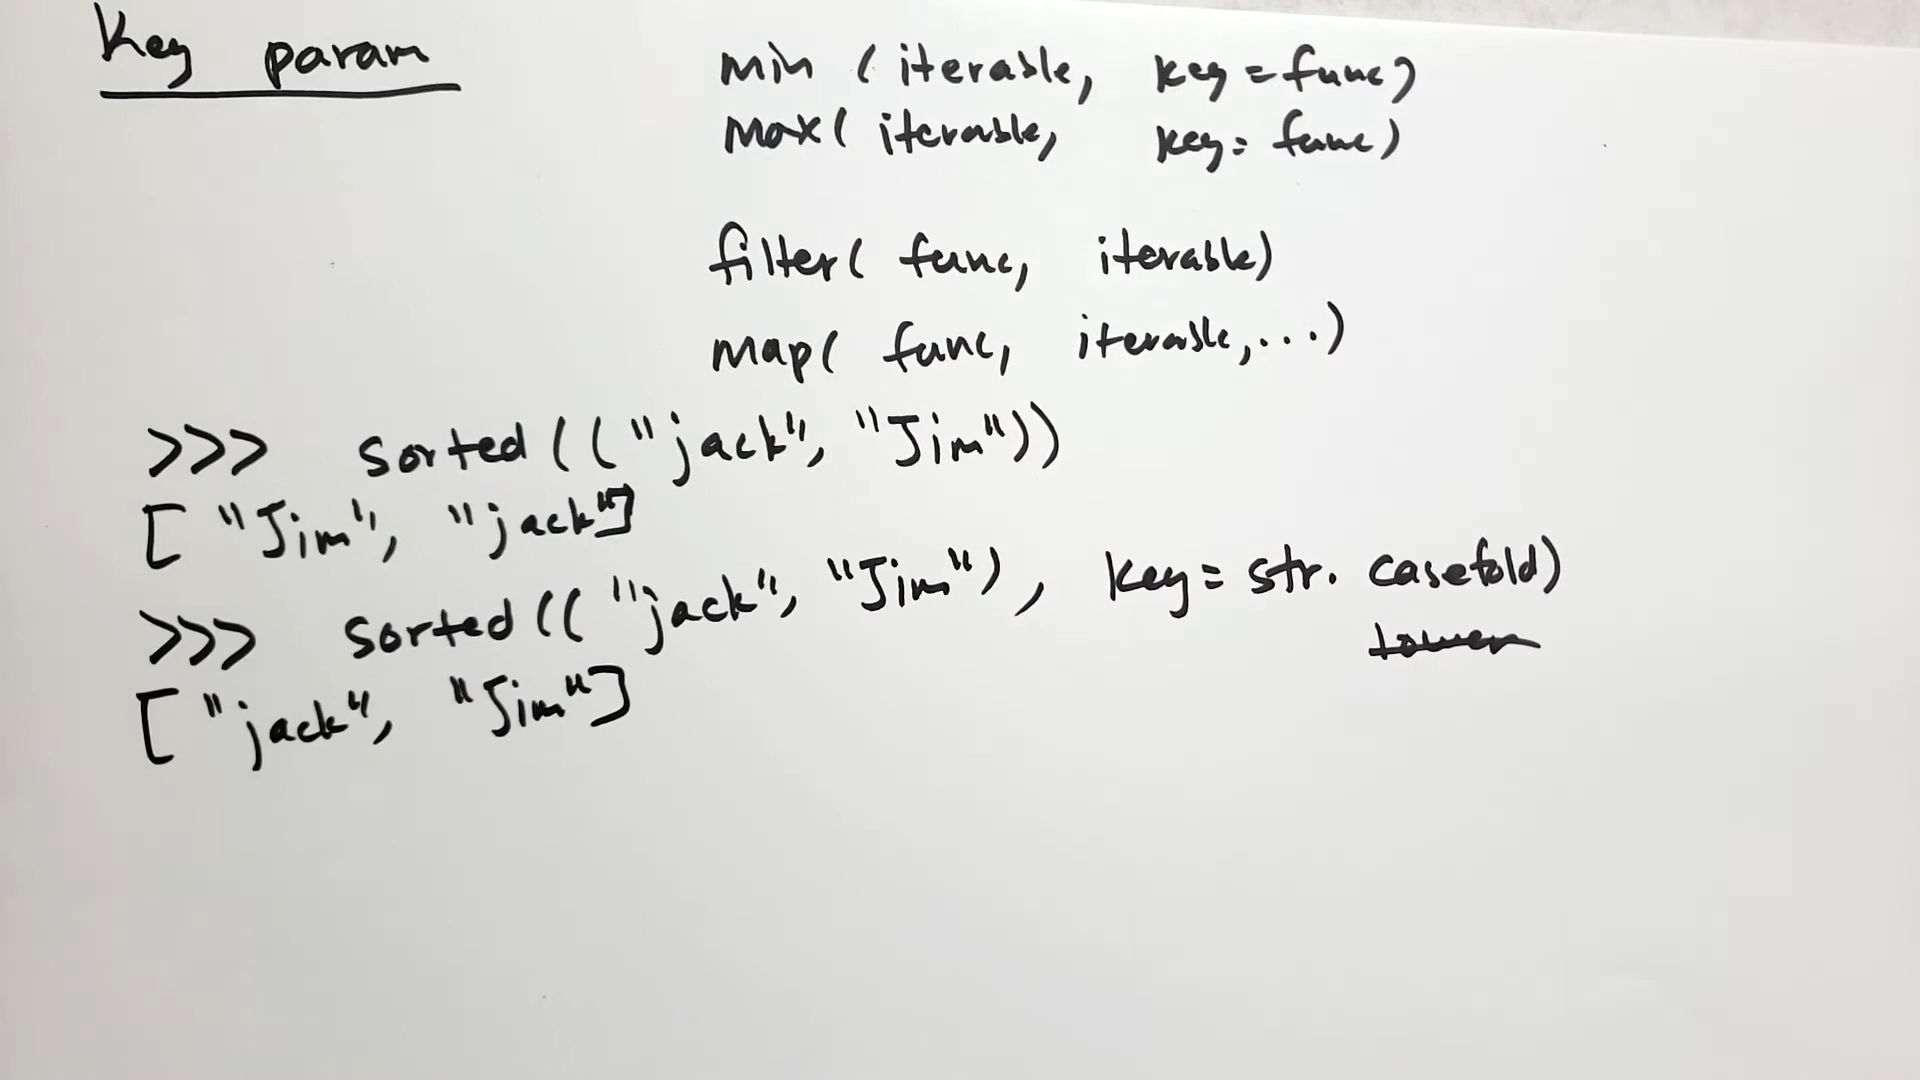 Key param
min (iterable, key=func)
max( iterable, key= func)
filter( func, iterable)
map( func, iterable,...)
>>> sorted(("jack", "Jim"))
["Jim", "jack"]
>>> sorted(("jack", "Jim"), key= str. casefold)
lower
["jack", "Jim"]